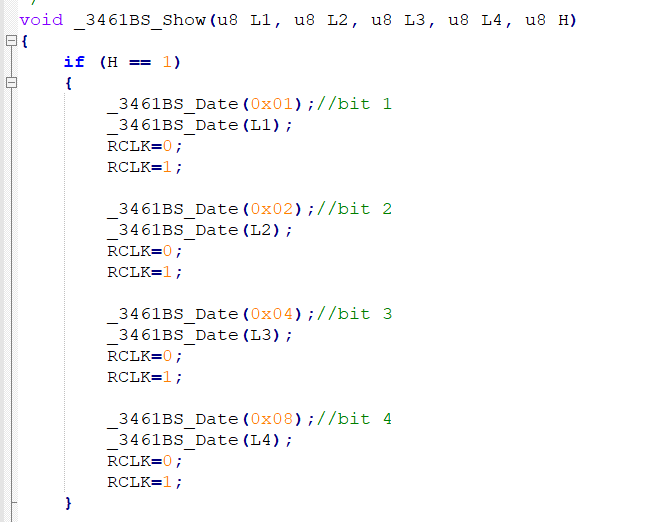 void _3461BS_Show(u8 L1, u8 L2, u8 L3, u8 L4, u8 H)
{
if (H == 1)
{
_3461BS_Date(0x01);//bit 1
_3461BS_Date(L1);
RCLK=0;
RCLK=1;
_3461BS_Date(0x02);//bit 2
_3461BS_Date(L2);
RCLK=0;
RCLK=1;
_3461BS_Date(0x04);//bit 3
_3461BS_Date(L3);
RCLK=0;
RCLK=1;
_3461BS_Date(0x08);//bit 4
_3461BS_Date(L4);
RCLK=0;
RCLK=1;
}